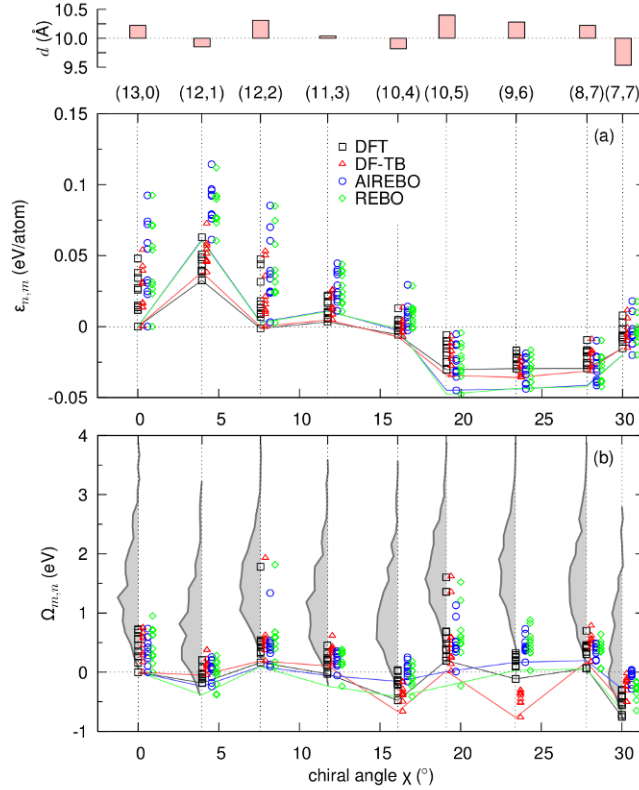 d (Å)
10.5
10.0
9.5
(13,0) (12,1) (12,2) (11,3) (10,4) (10,5) (9,6) (8,7) (7,7)
0.15
(a)
DFT
DF-TB
AIREBO
REBO
0.1
0.05
0
-0.05
εn,m (eV/atom)
0 5 10 15 20 25 30
4
(b)
3
2
1
0
-1
Ωm,n (eV)
0 5 10 15 20 25 30
chiral angle χ (°)